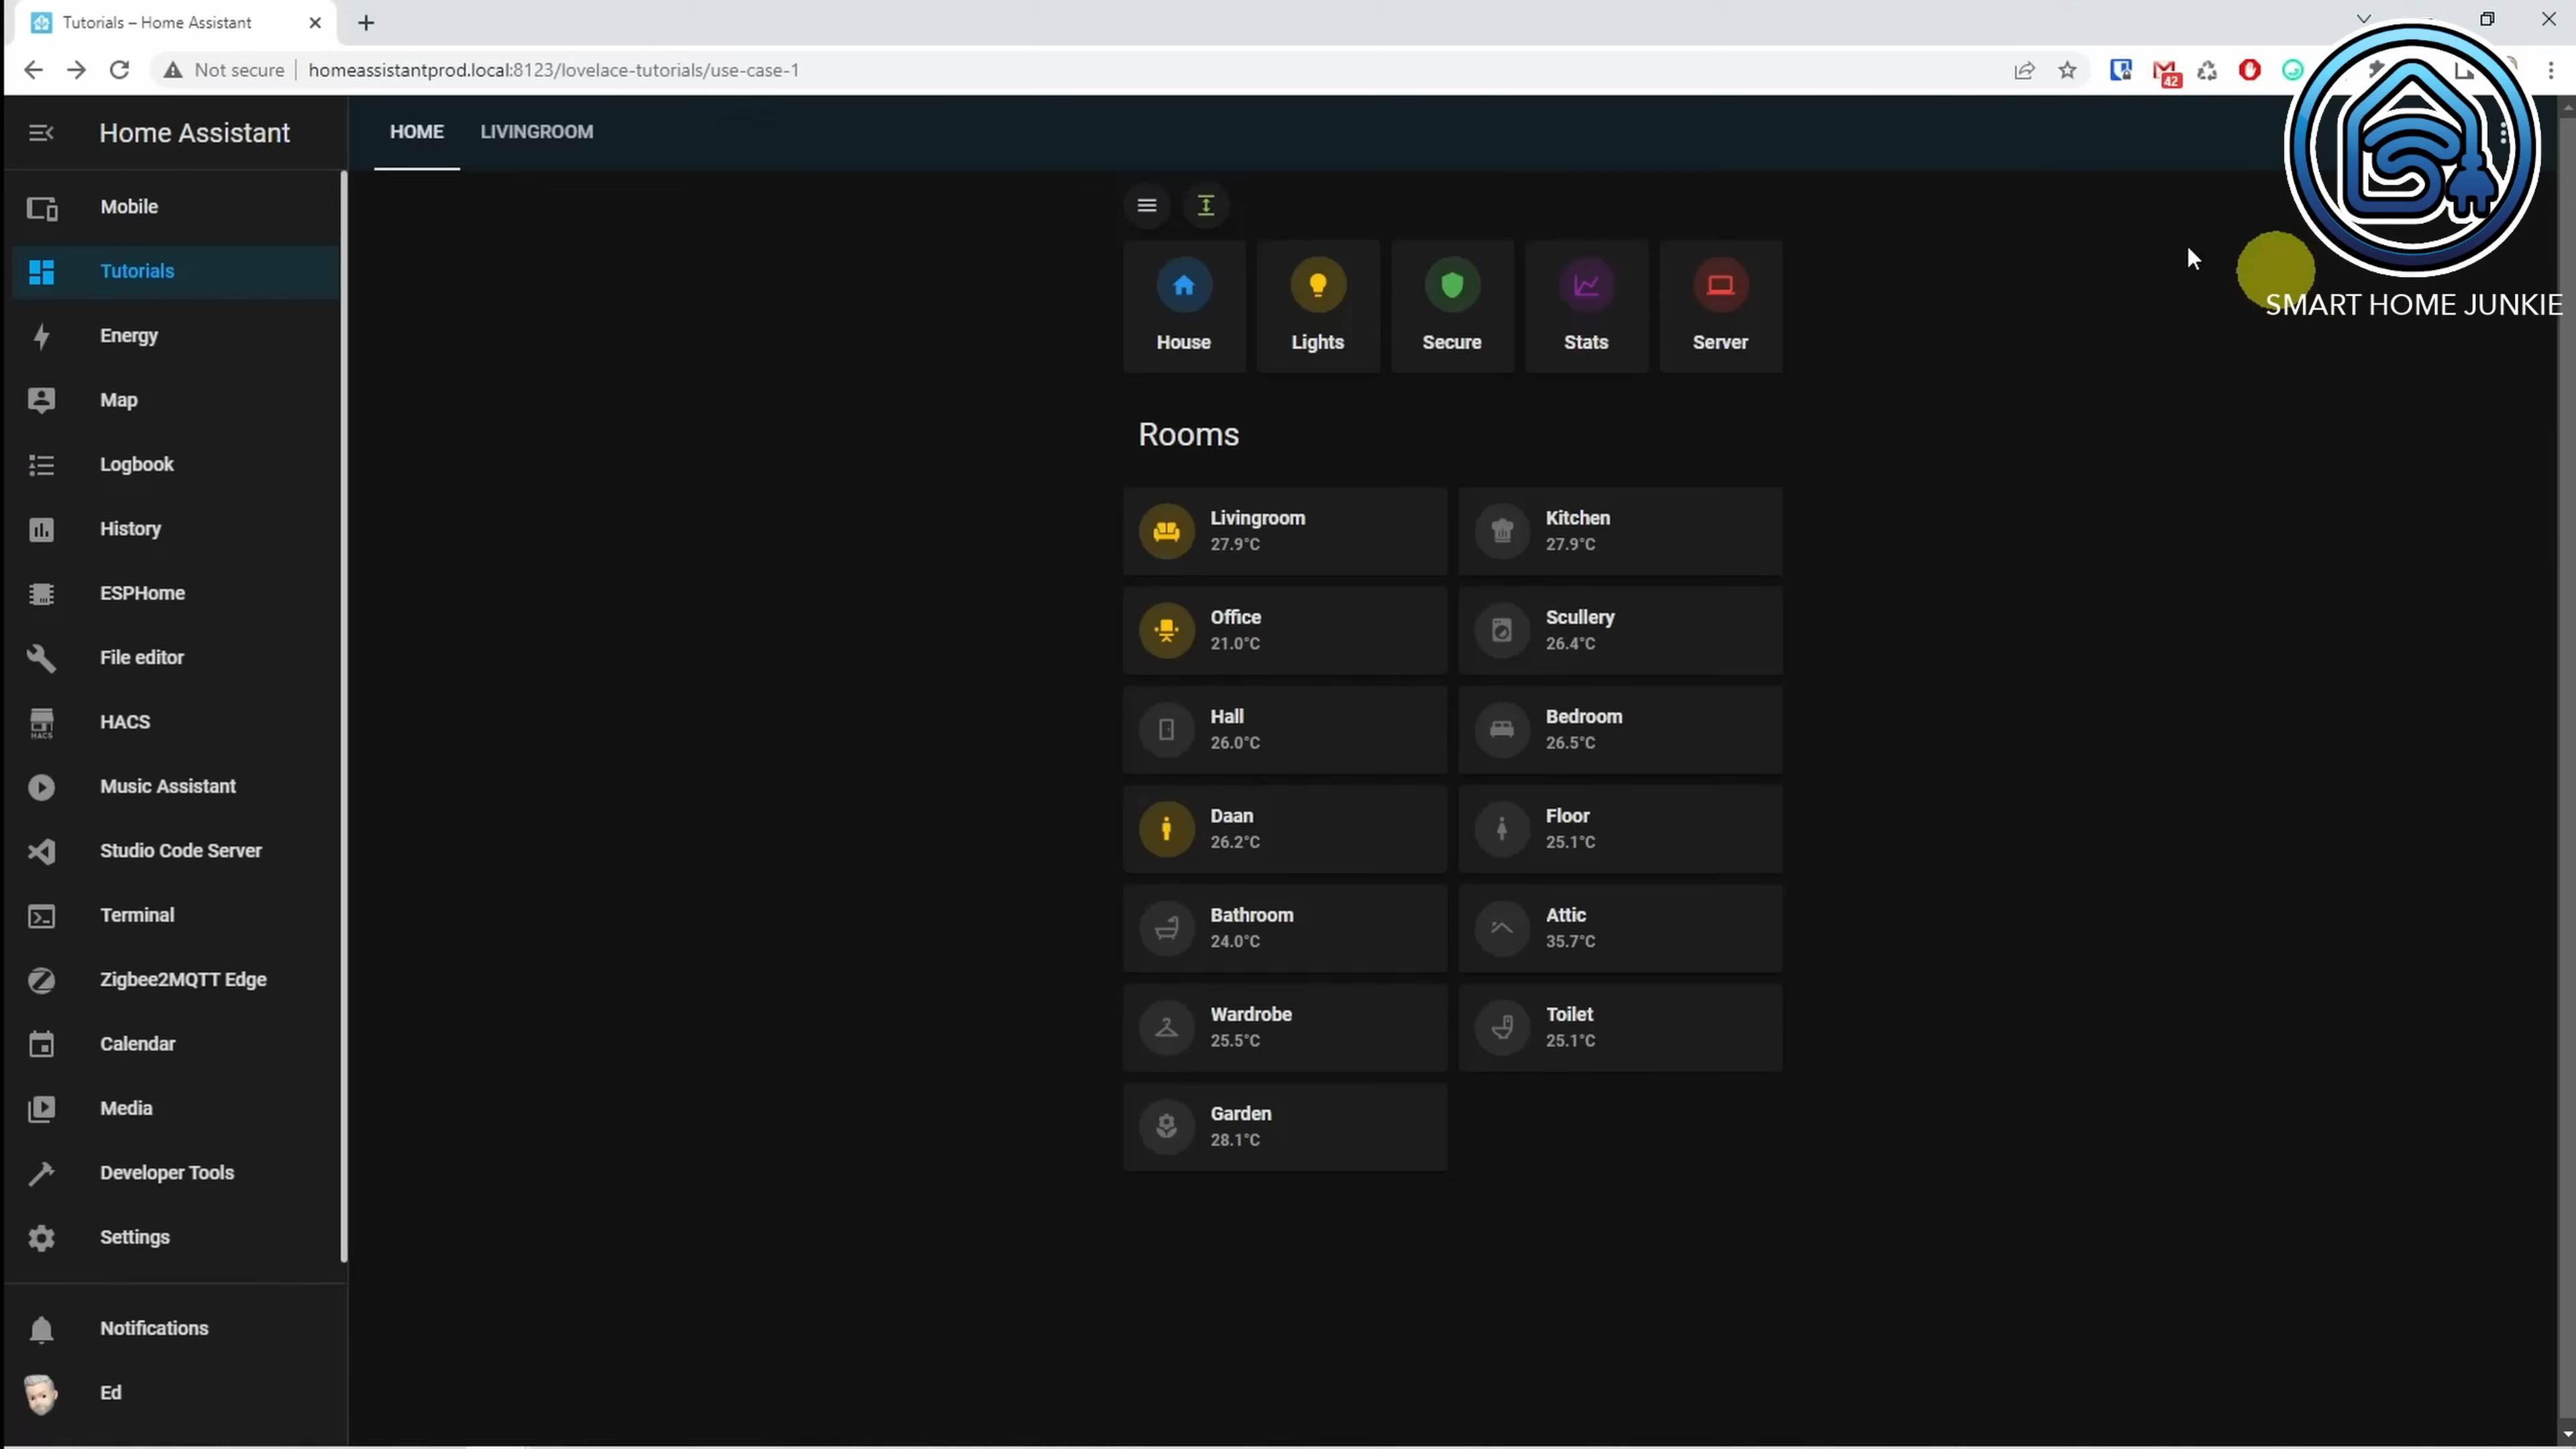 Tutorials – Home Assistant
Not secure
homeassistantprod.local:8123/lovelace-tutorials/use-case-1
42
Home Assistant
HOME
LIVINGROOM
SMART HOME JUNKIE
Mobile
Tutorials
Energy
Map
Logbook
History
ESPHome
File editor
HACS
HACS
Music Assistant
Studio Code Server
Terminal
Zigbee2MQTT Edge
Calendar
Media
Developer Tools
Settings
Notifications
Ed
House
Lights
Secure
Stats
Server
Rooms
Livingroom
27.9°C
Kitchen
27.9°C
Office
21.0°C
Scullery
26.4°C
Hall
26.0°C
Bedroom
26.5°C
Daan
26.2°C
Floor
25.1°C
Bathroom
24.0°C
Attic
35.7°C
Wardrobe
25.5°C
Toilet
25.1°C
Garden
28.1°C